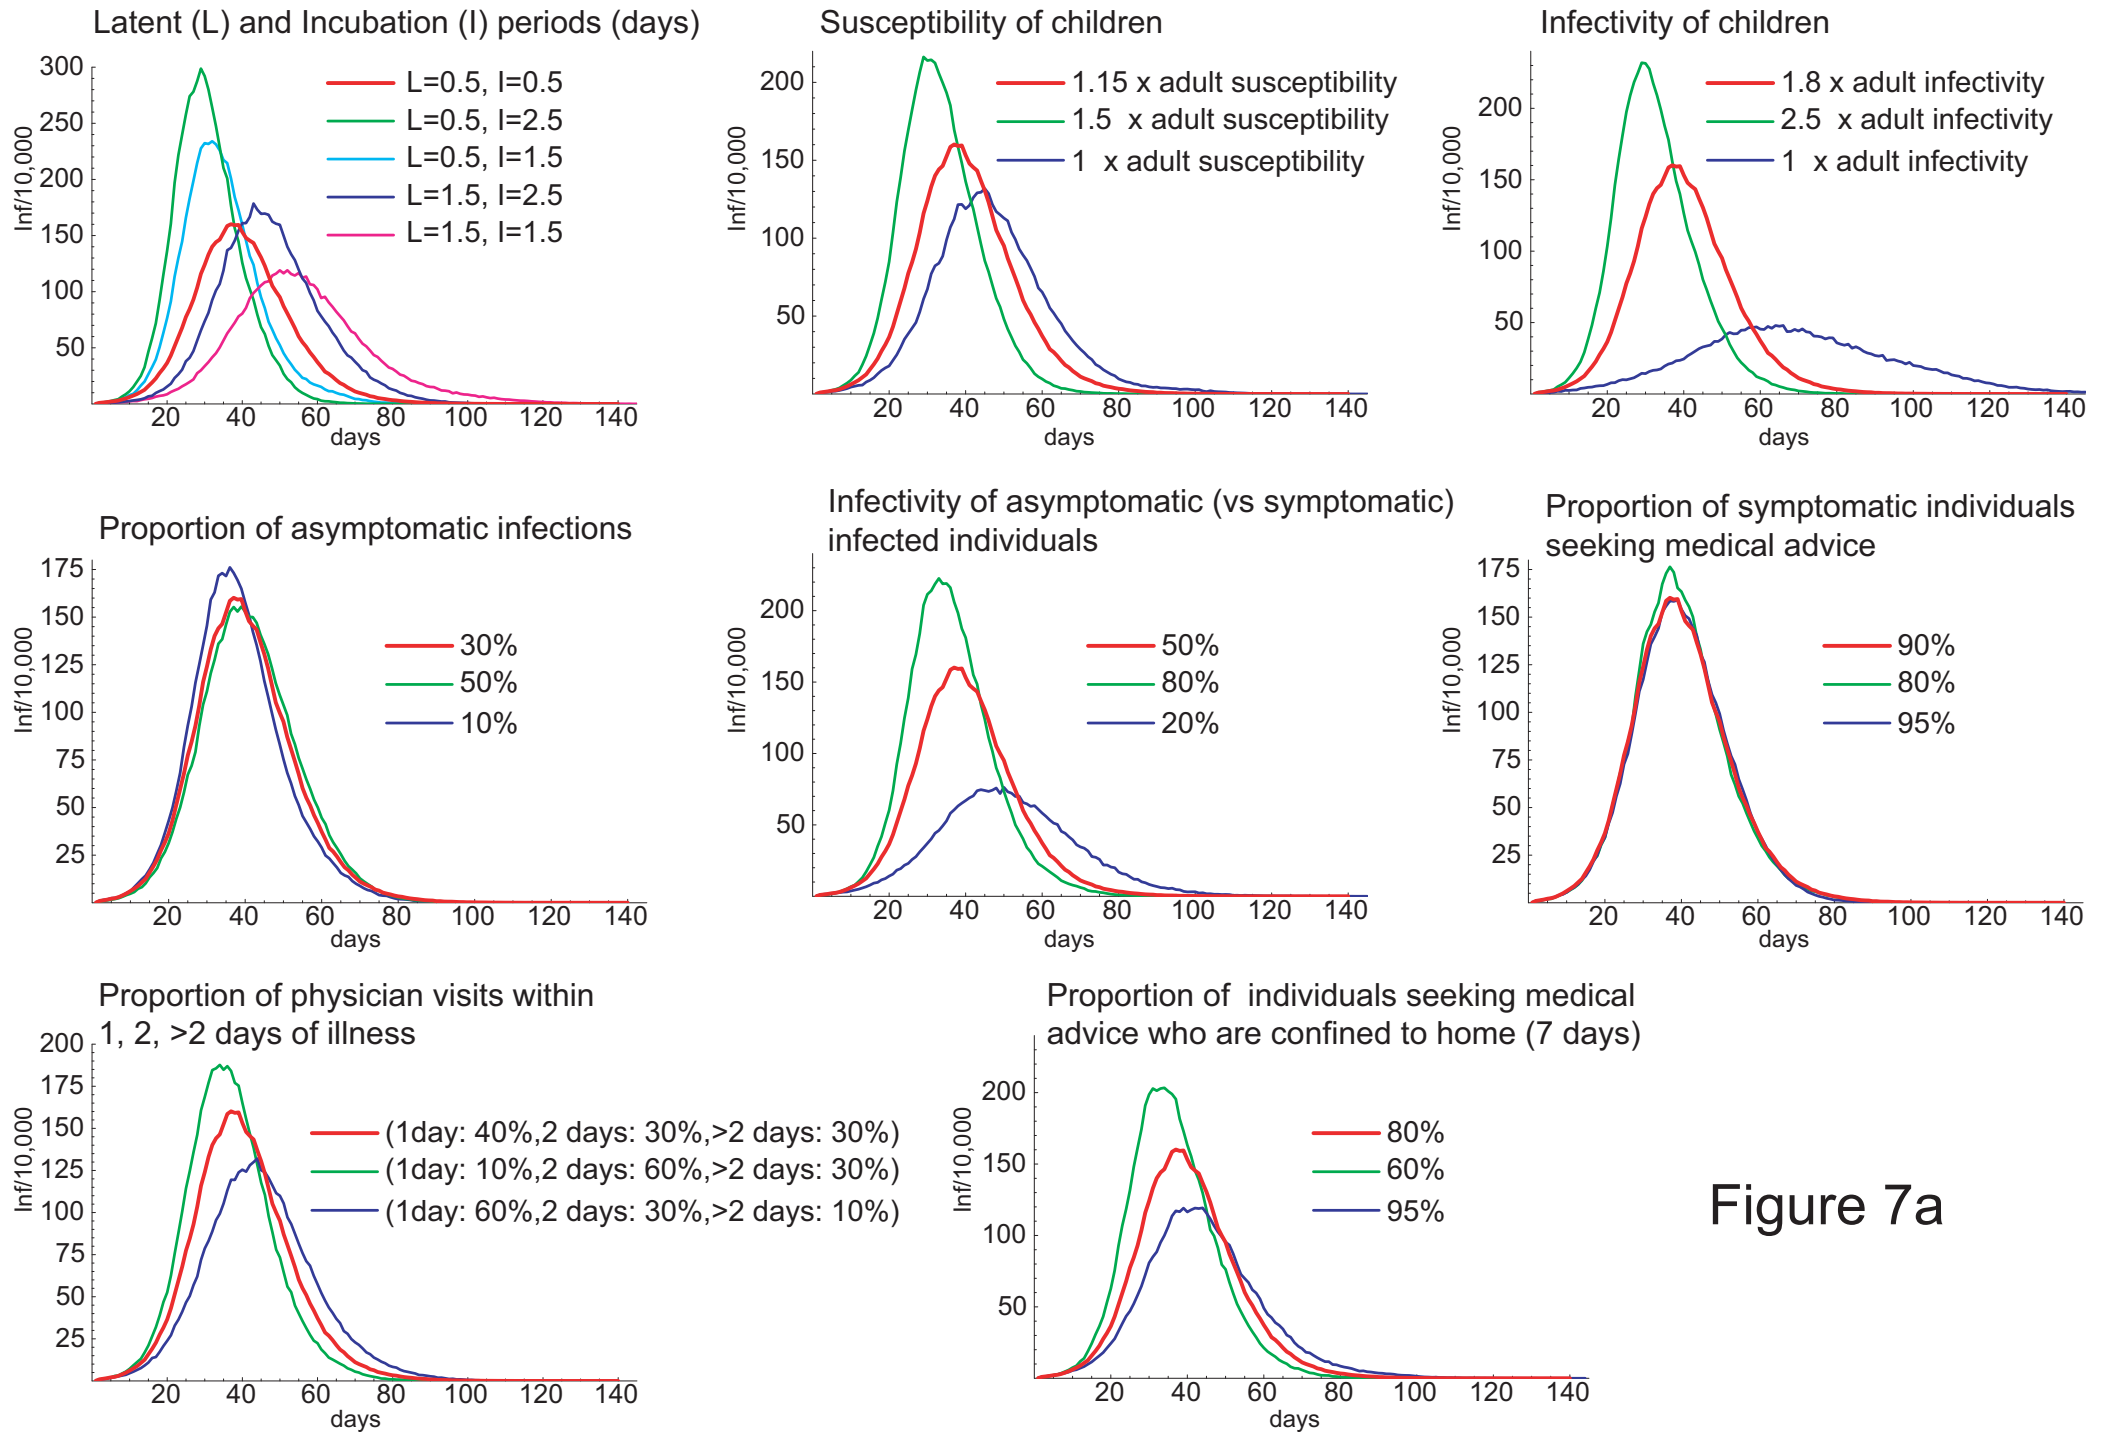 Latent (L) and Incubation (I) periods (days)
300
250
200
150
100
50
Inf/10,000
L=0.5, I=0.5
L=0.5, I=2.5
L=0.5, I=1.5
L=1.5, I=2.5
L=1.5, I=1.5
20 40 60 80 100 120 140
days
Susceptibility of children
200
150
100
50
Inf/10,000
1.15 x adult susceptibility
1.5 x adult susceptibility
1 x adult susceptibility
20 40 60 80 100 120 140
days
Infectivity of children
200
150
100
50
Inf/10,000
1.8 x adult infectivity
2.5 x adult infectivity
1 x adult infectivity
20 40 60 80 100 120 140
days
Proportion of asymptomatic infections
175
150
125
100
75
50
25
Inf/10,000
30%
50%
10%
20 40 60 80 100 120 140
days
Infectivity of asymptomatic (vs symptomatic)
infected individuals
200
150
100
50
Inf/10,000
50%
80%
20%
20 40 60 80 100 120 140
days
Proportion of symptomatic individuals
seeking medical advice
175
150
125
100
75
50
25
Inf/10,000
90%
80%
95%
20 40 60 80 100 120 140
days
Proportion of physician visits within
1, 2, >2 days of illness
200
175
150
125
100
75
50
25
Inf/10,000
(1day: 40%,2 days: 30%,>2 days: 30%)
(1day: 10%,2 days: 60%,>2 days: 30%)
(1day: 60%,2 days: 30%,>2 days: 10%)
20 40 60 80 100 120 140
days
Proportion of individuals seeking medical
advice who are confined to home (7 days)
200
150
100
50
Inf/10,000
80%
60%
95%
20 40 60 80 100 120 140
days
Figure 7a